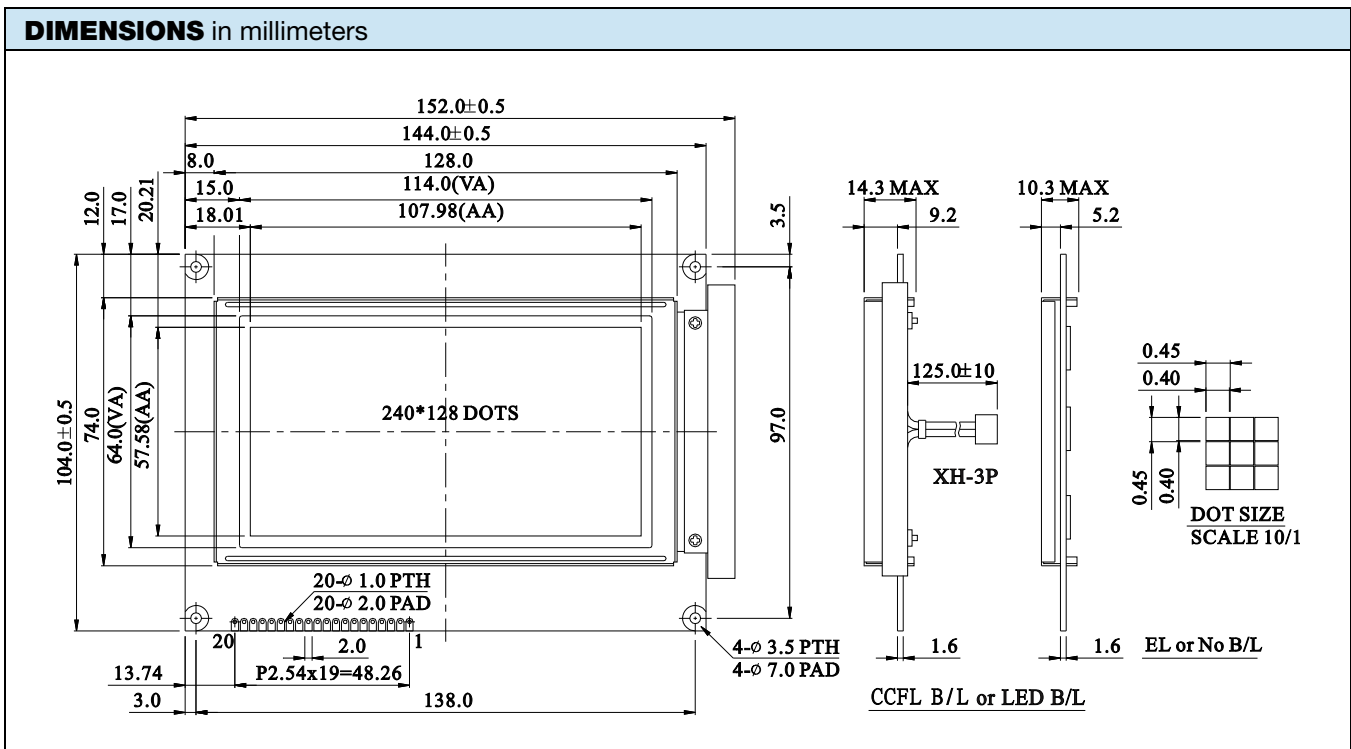 DIMENSIONS in millimeters
152.0±0.5
144.0±0.5
8.0
128.0
15.0
114.0(VA)
18.01
107.98(AA)
12.0
17.0
20.21
3.5
104.0±0.5
74.0
64.0(VA)
57.58(AA)
97.0
240*128 DOTS
20-ϕ 1.0 PTH
20-ϕ 2.0 PAD
20
1
2.0
13.74
P2.54x19=48.26
3.0
138.0
4-ϕ 3.5 PTH
4-ϕ 7.0 PAD
14.3 MAX
9.2
125.0±10
XH-3P
1.6
CCFL B/L or LED B/L
10.3 MAX
5.2
1.6
EL or No B/L
0.45
0.40
0.45
0.40
DOT SIZE
SCALE 10/1